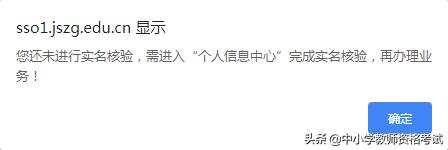 sso1.jszg.edu.cn 显示
您还未进行实名核验，需进入“个人信息中心”完成实名核验，再办理业
务！
确定
头条 @中小学教师资格考试